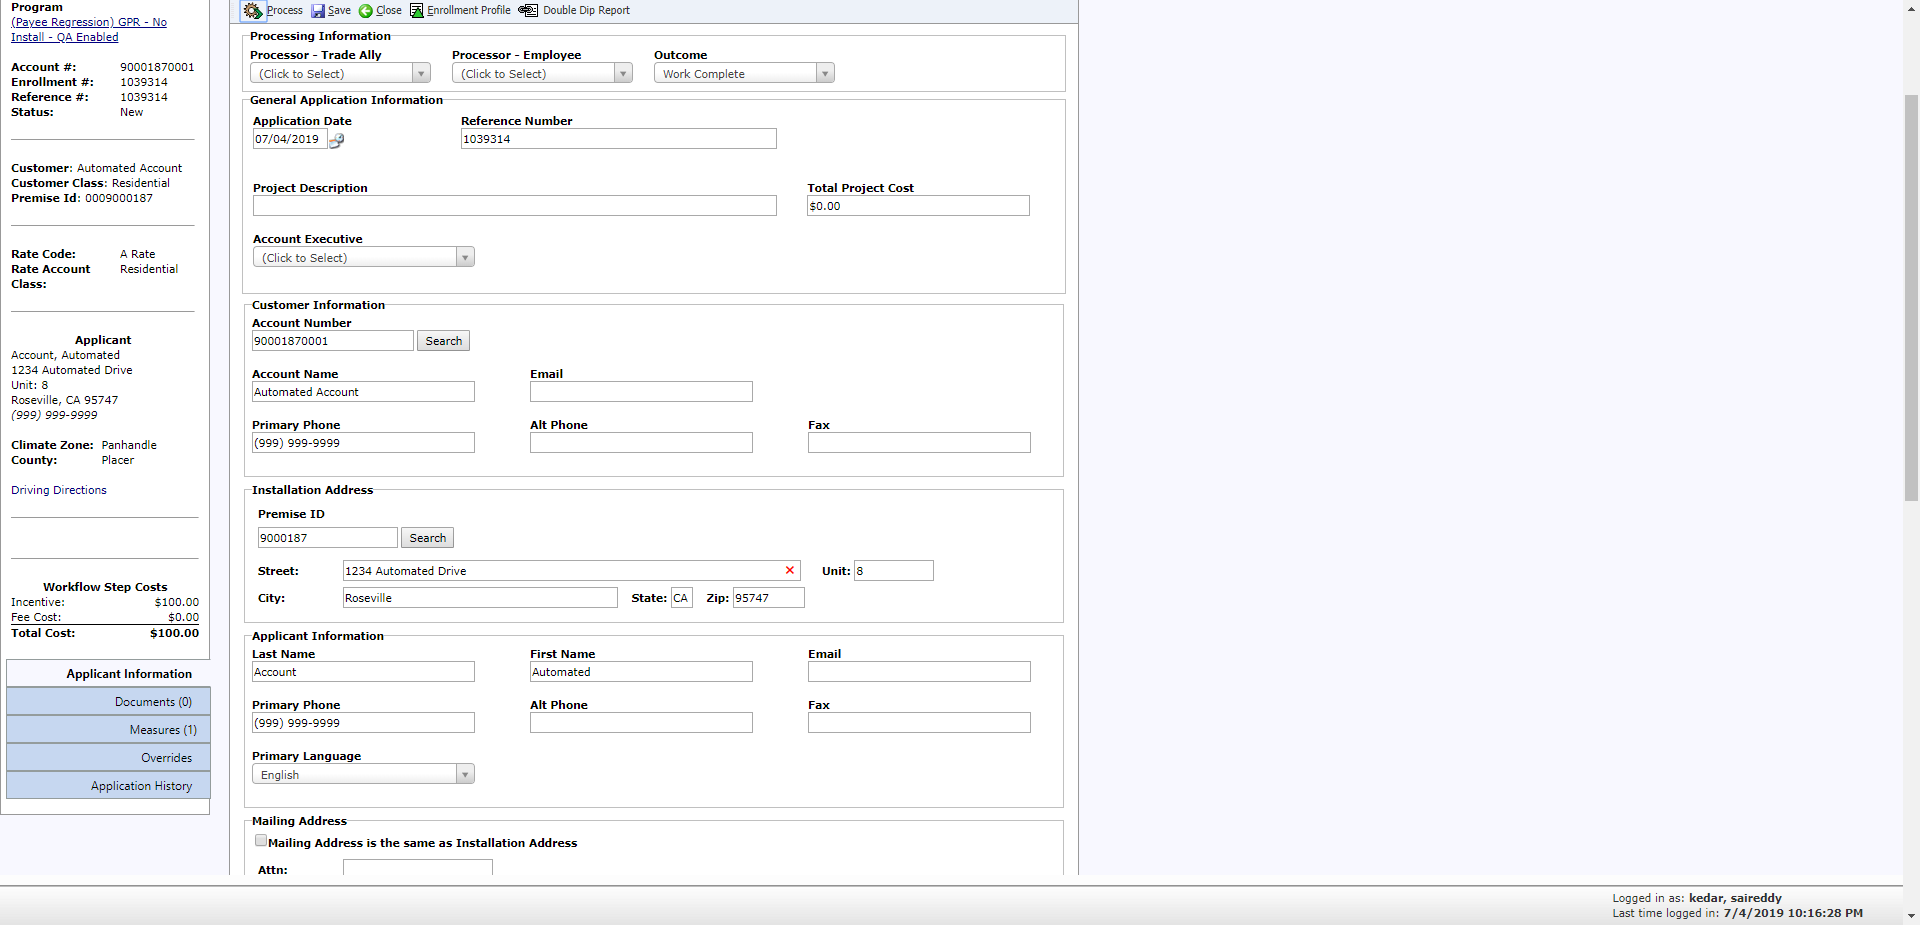 Program
(Payee Regression) GPR - No
Install - QA Enabled
Account #: 90001870001
Enrollment #: 1039314
Reference #: 1039314
Status: New
Customer: Automated Account
Customer Class: Residential
Premise Id: 0009000187
Rate Code: A Rate
Rate Account Residential
Class:
Applicant
Account, Automated
1234 Automated Drive
Unit: 8
Roseville, CA 95747
(999) 999-9999
Climate Zone: Panhandle
County: Placer
Driving Directions
Workflow Step Costs
Incentive: $100.00
Fee Cost: $0.00
Total Cost: $100.00
Applicant Information
Documents (0)
Measures (1)
Overrides
Application History
Process Save Close Enrollment Profile Double Dip Report
Processing Information
Processor - Trade Ally Processor - Employee Outcome
(Click to Select) (Click to Select) Work Complete
General Application Information
Application Date Reference Number
07/04/2019 1039314
Project Description Total Project Cost
$0.00
Account Executive
(Click to Select)
Customer Information
Account Number
90001870001 Search
Account Name Email
Automated Account
Primary Phone Alt Phone Fax
(999) 999-9999
Installation Address
Premise ID
9000187 Search
Street: 1234 Automated Drive Unit: 8
City: Roseville State: CA Zip: 95747
Applicant Information
Last Name First Name Email
Account Automated
Primary Phone Alt Phone Fax
(999) 999-9999
Primary Language
English
Mailing Address
Mailing Address is the same as Installation Address
Attn:
Logged in as: kedar, saireddy
Last time logged in: 7/4/2019 10:16:28 PM